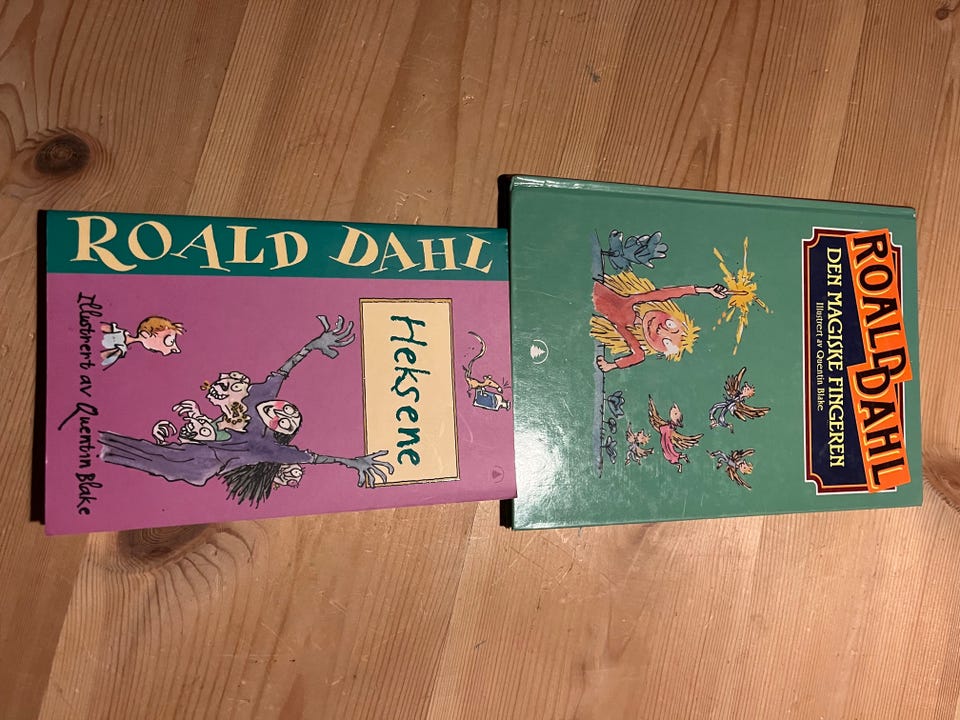 ROALD DAHL
Heksene
Illustrert av Quentin Blake
ROALD DAHL
DEN MAGISKE FINGEREN
Illustrert av Quentin Blake